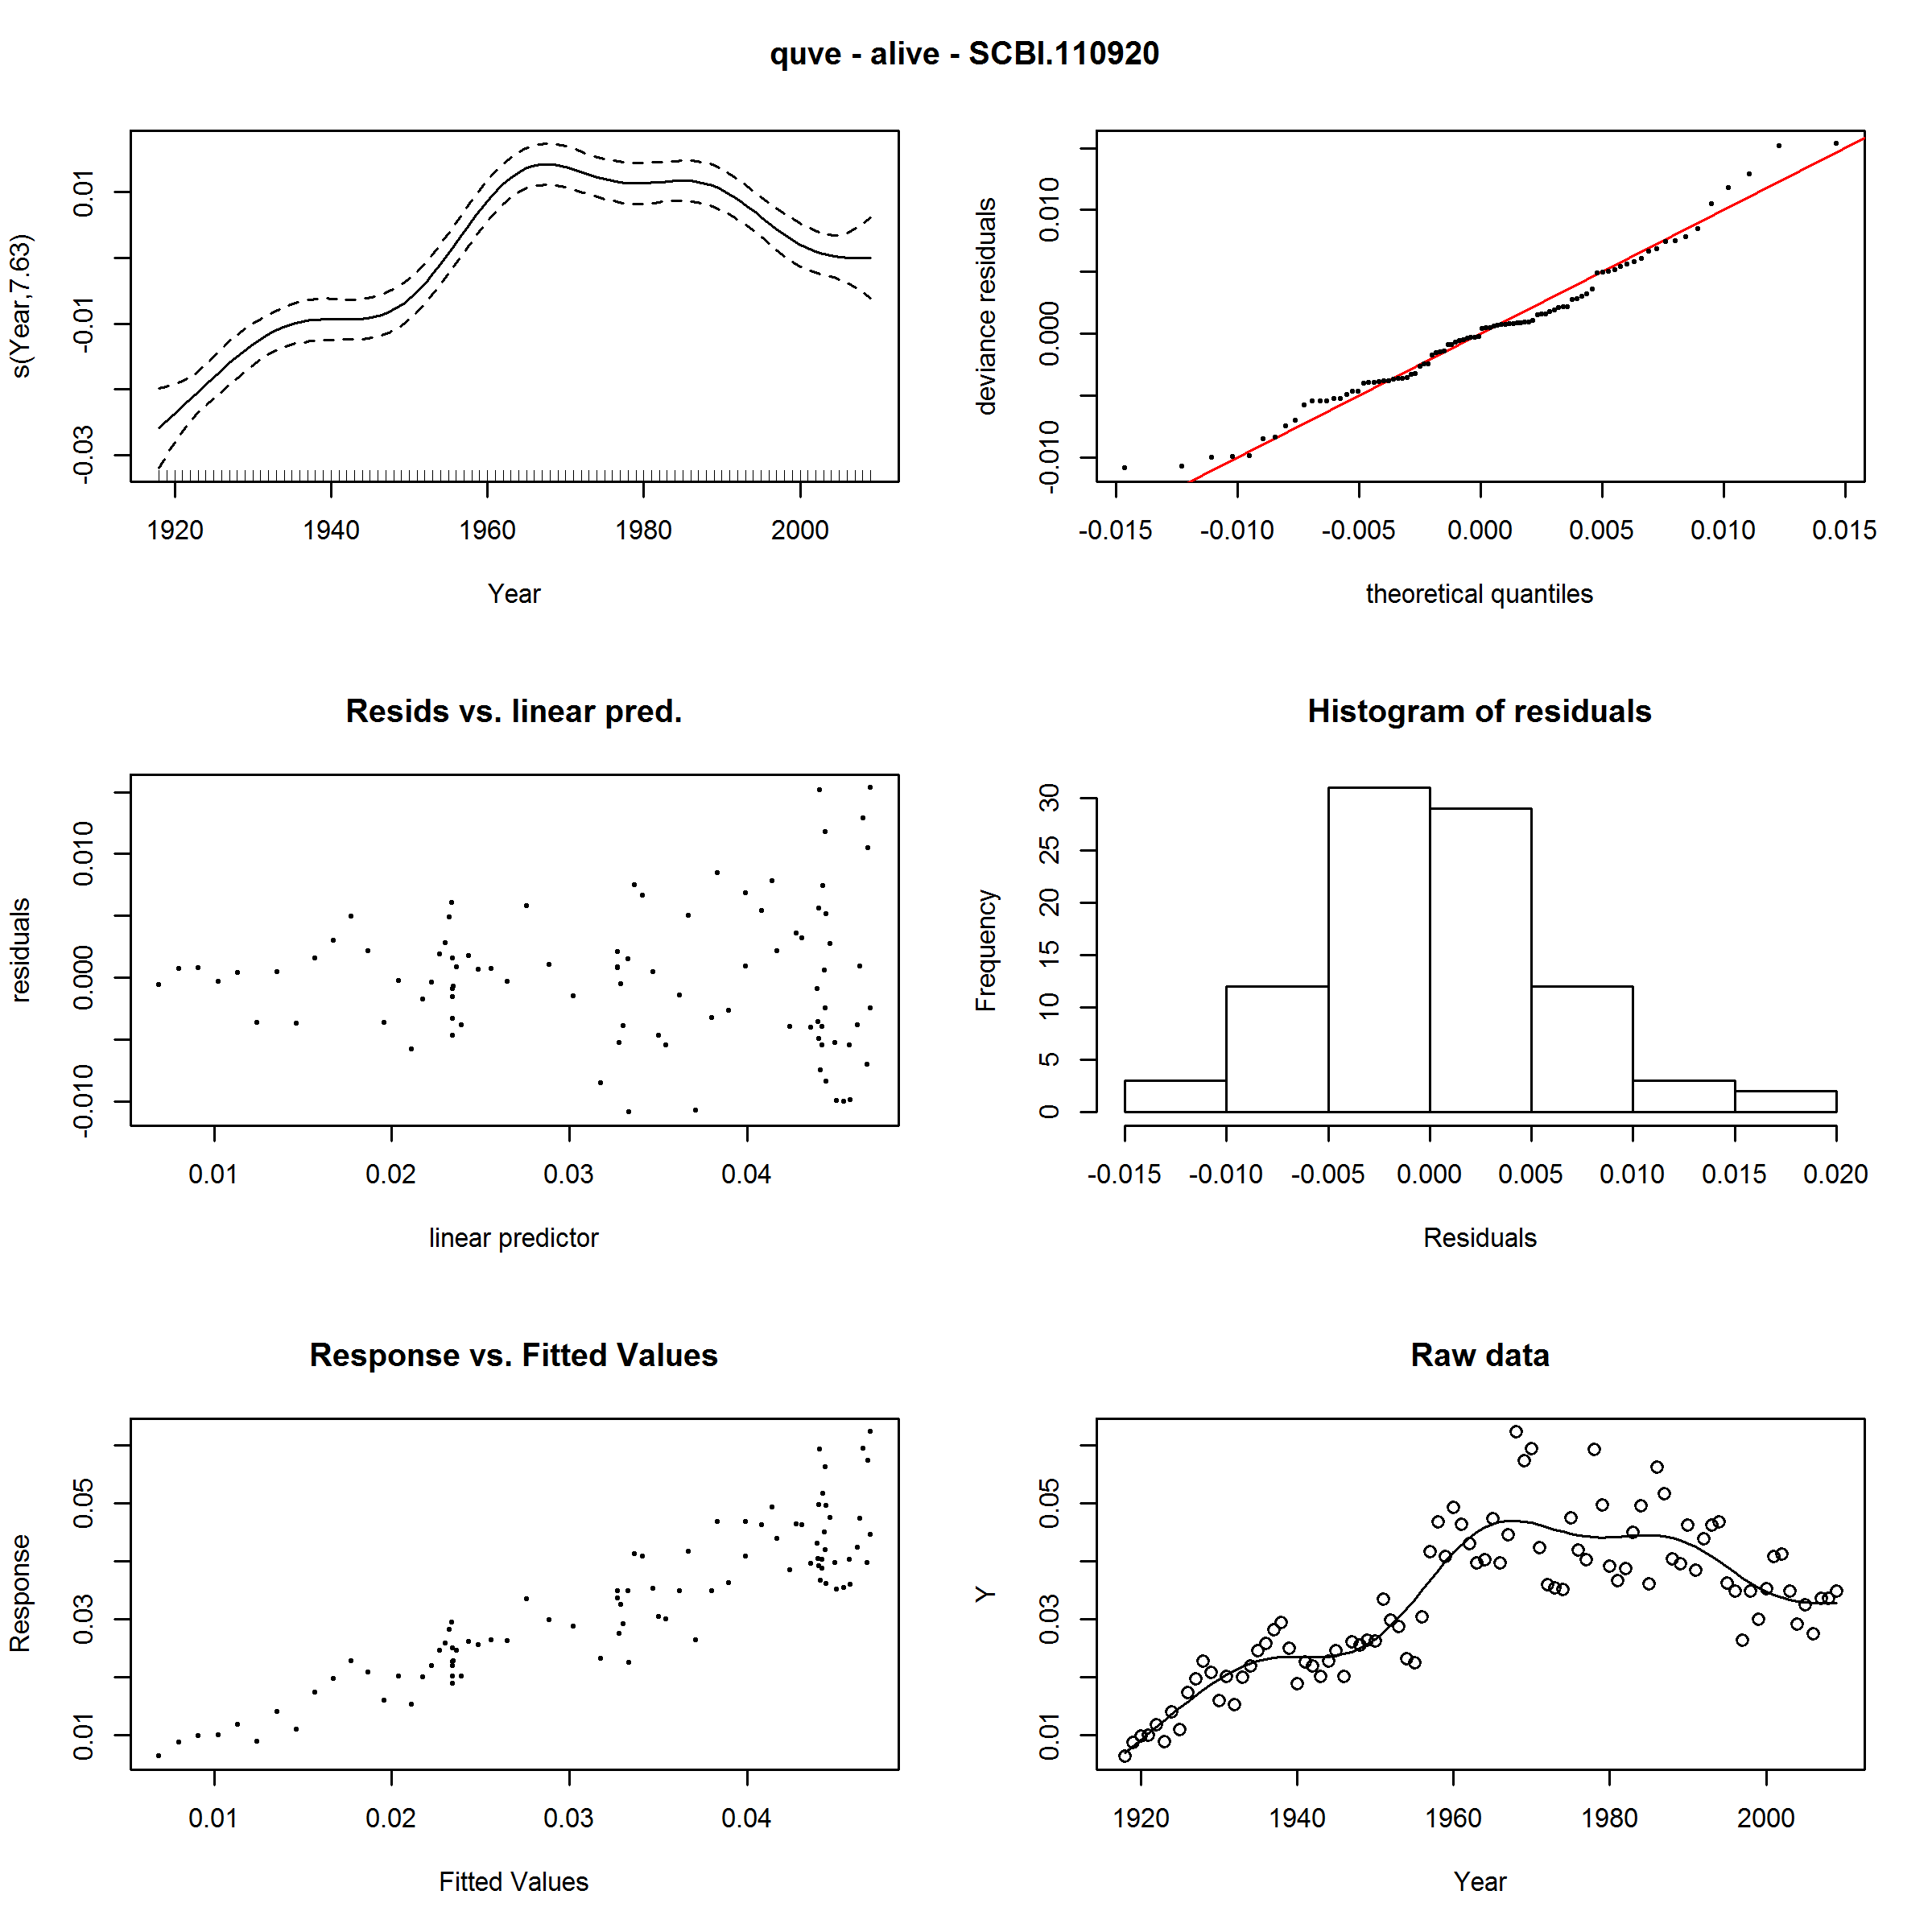 quve - alive - SCBI.110920
s(Year,7.63)
-0.03 -0.01 0.01
1920 1940 1960 1980 2000
Year
deviance residuals
-0.010 0.000 0.010
-0.015 -0.010 -0.005 0.000 0.005 0.010 0.015
theoretical quantiles
Resids vs. linear pred.
residuals
-0.010 0.000 0.010
0.01 0.02 0.03 0.04
linear predictor
Histogram of residuals
Frequency
0 5 10 15 20 25 30
-0.015 -0.010 -0.005 0.000 0.005 0.010 0.015 0.020
Residuals
Response vs. Fitted Values
Response
0.01 0.03 0.05
0.01 0.02 0.03 0.04
Fitted Values
Raw data
Y
0.01 0.03 0.05
1920 1940 1960 1980 2000
Year